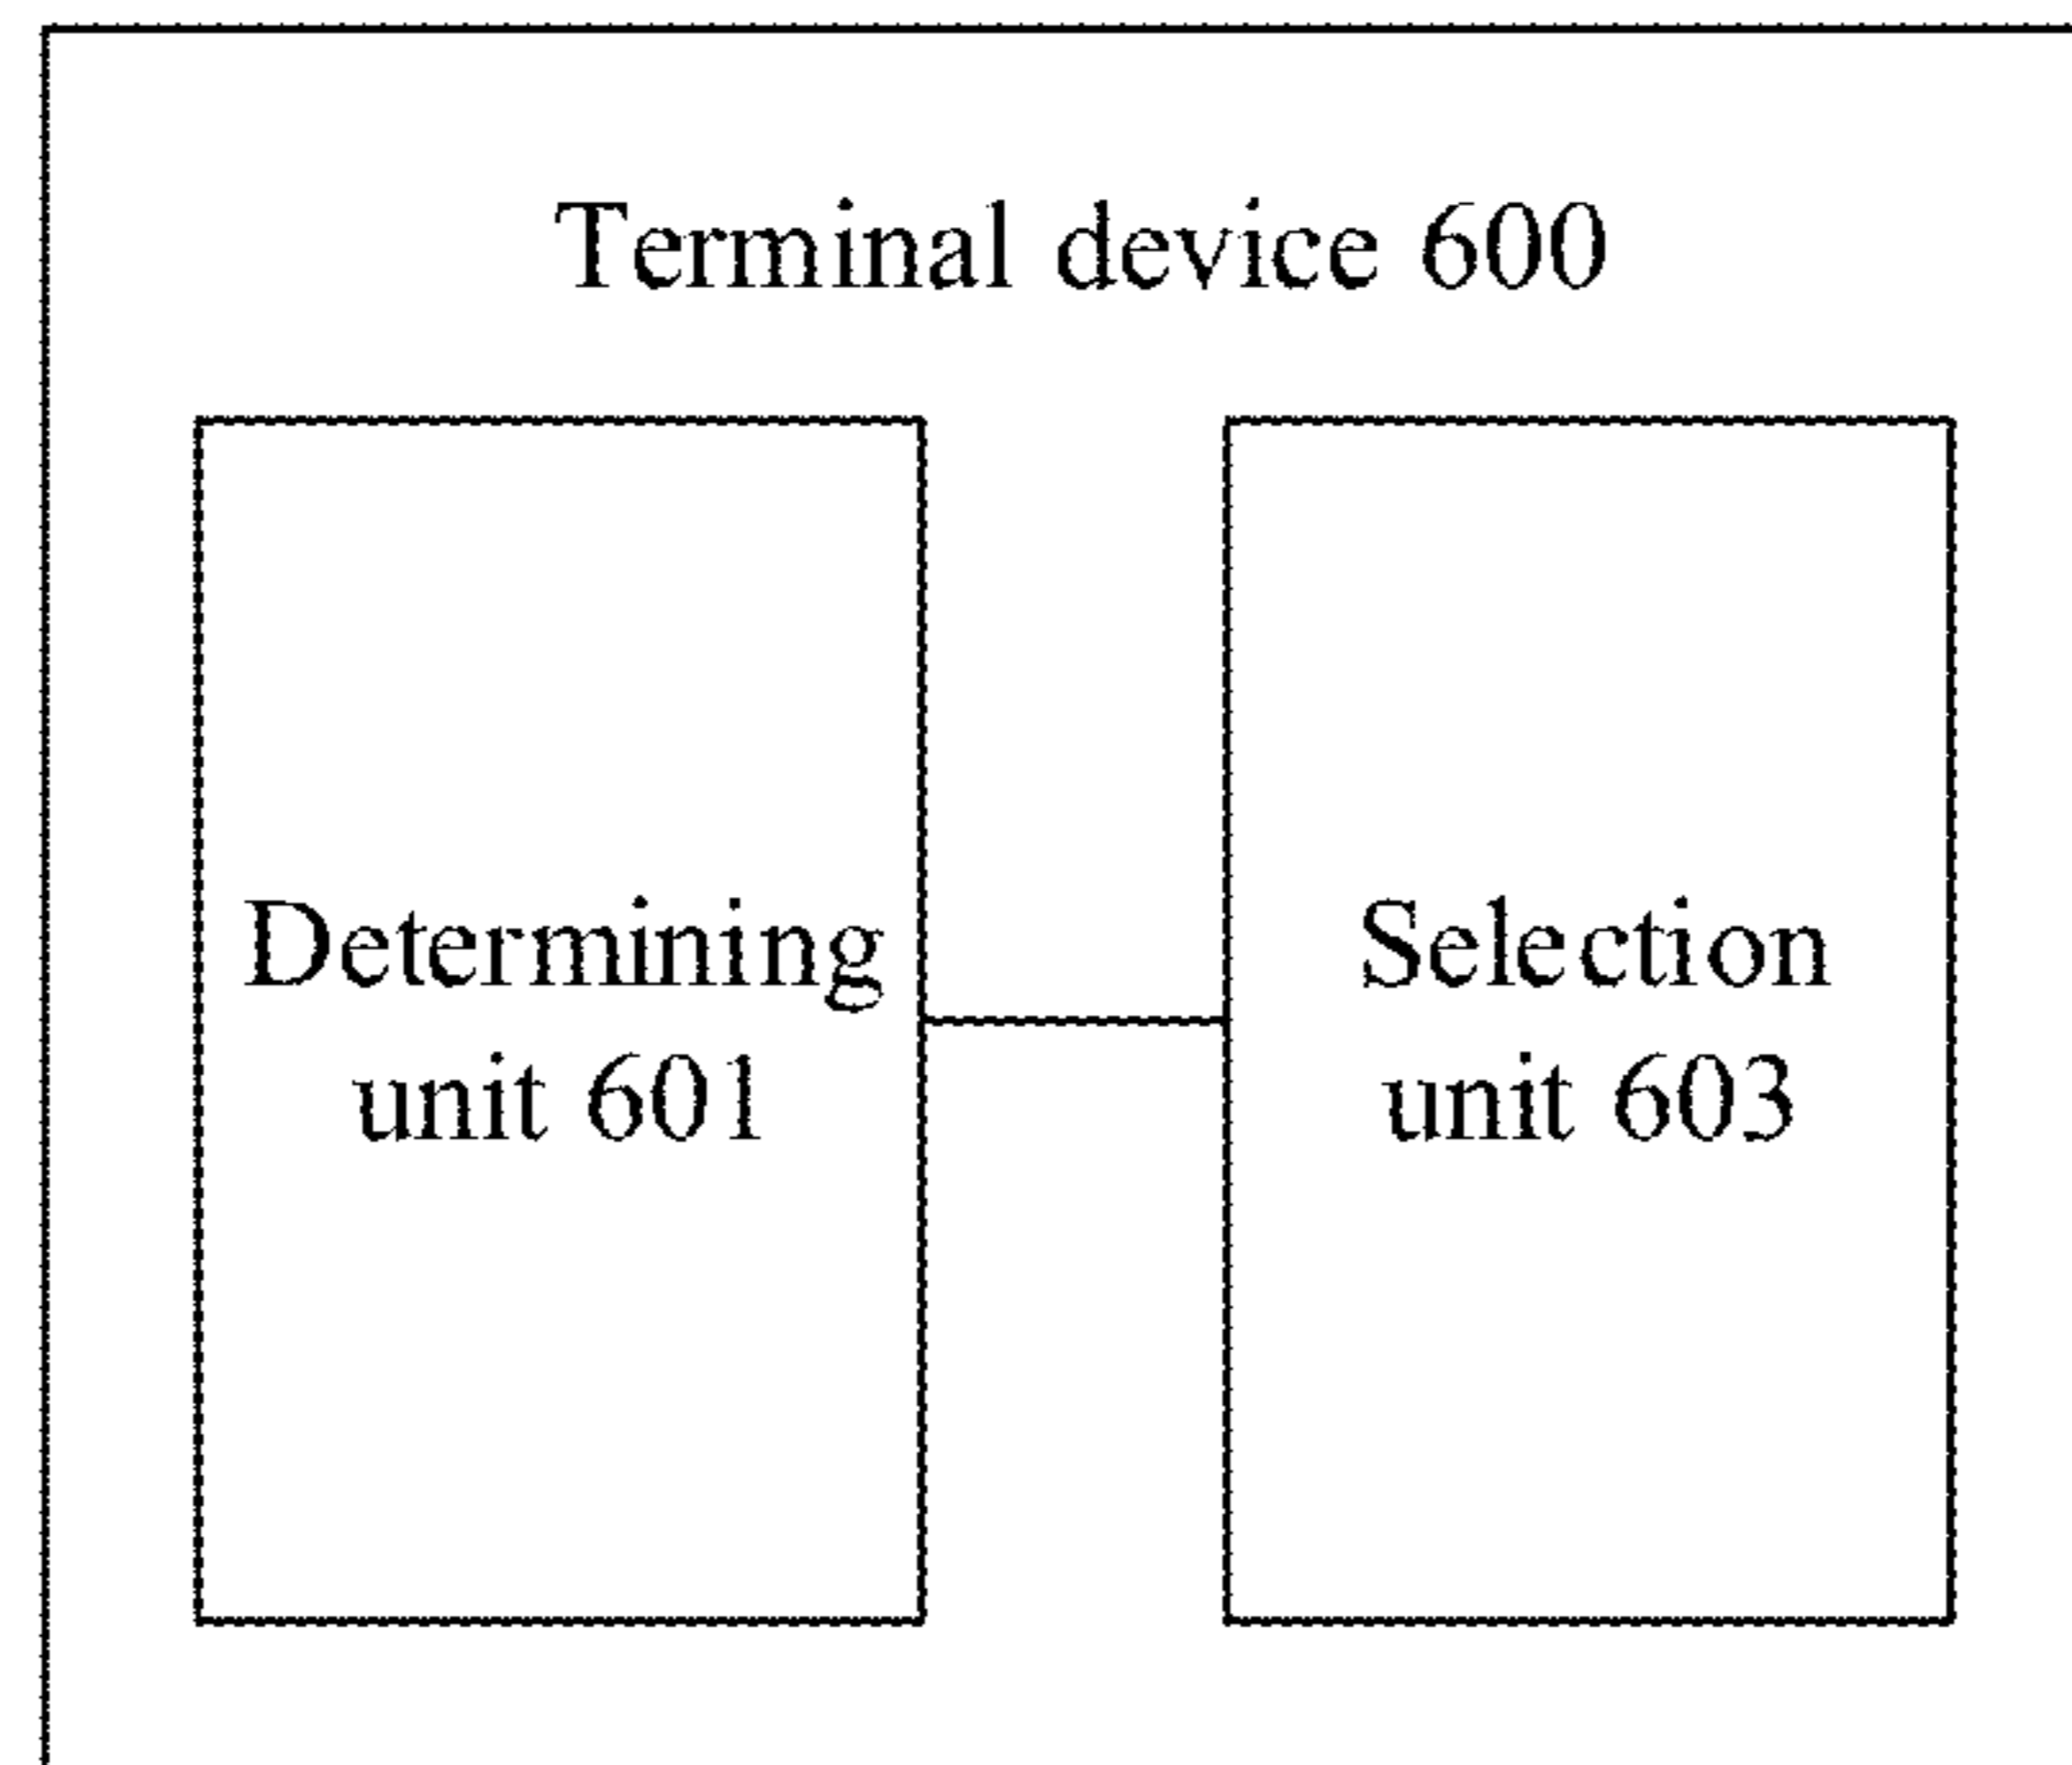 Terminal device 600
Determining
unit 601
Selection
unit 603